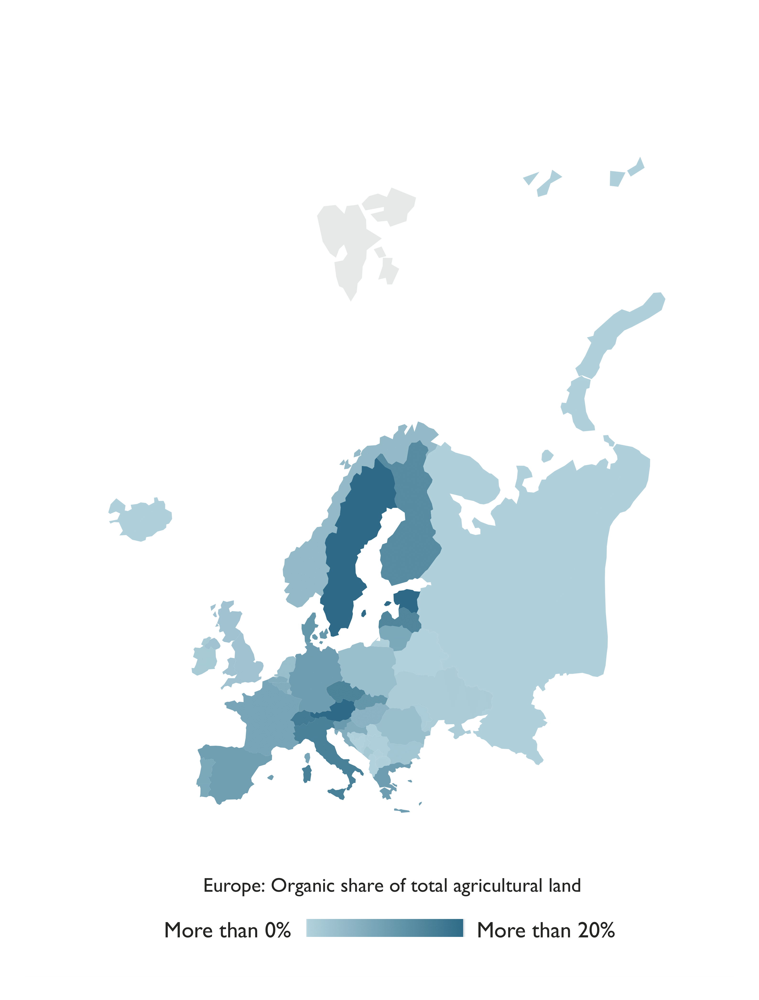 Europe: Organic share of total agricultural land
More than 0% More than 20%